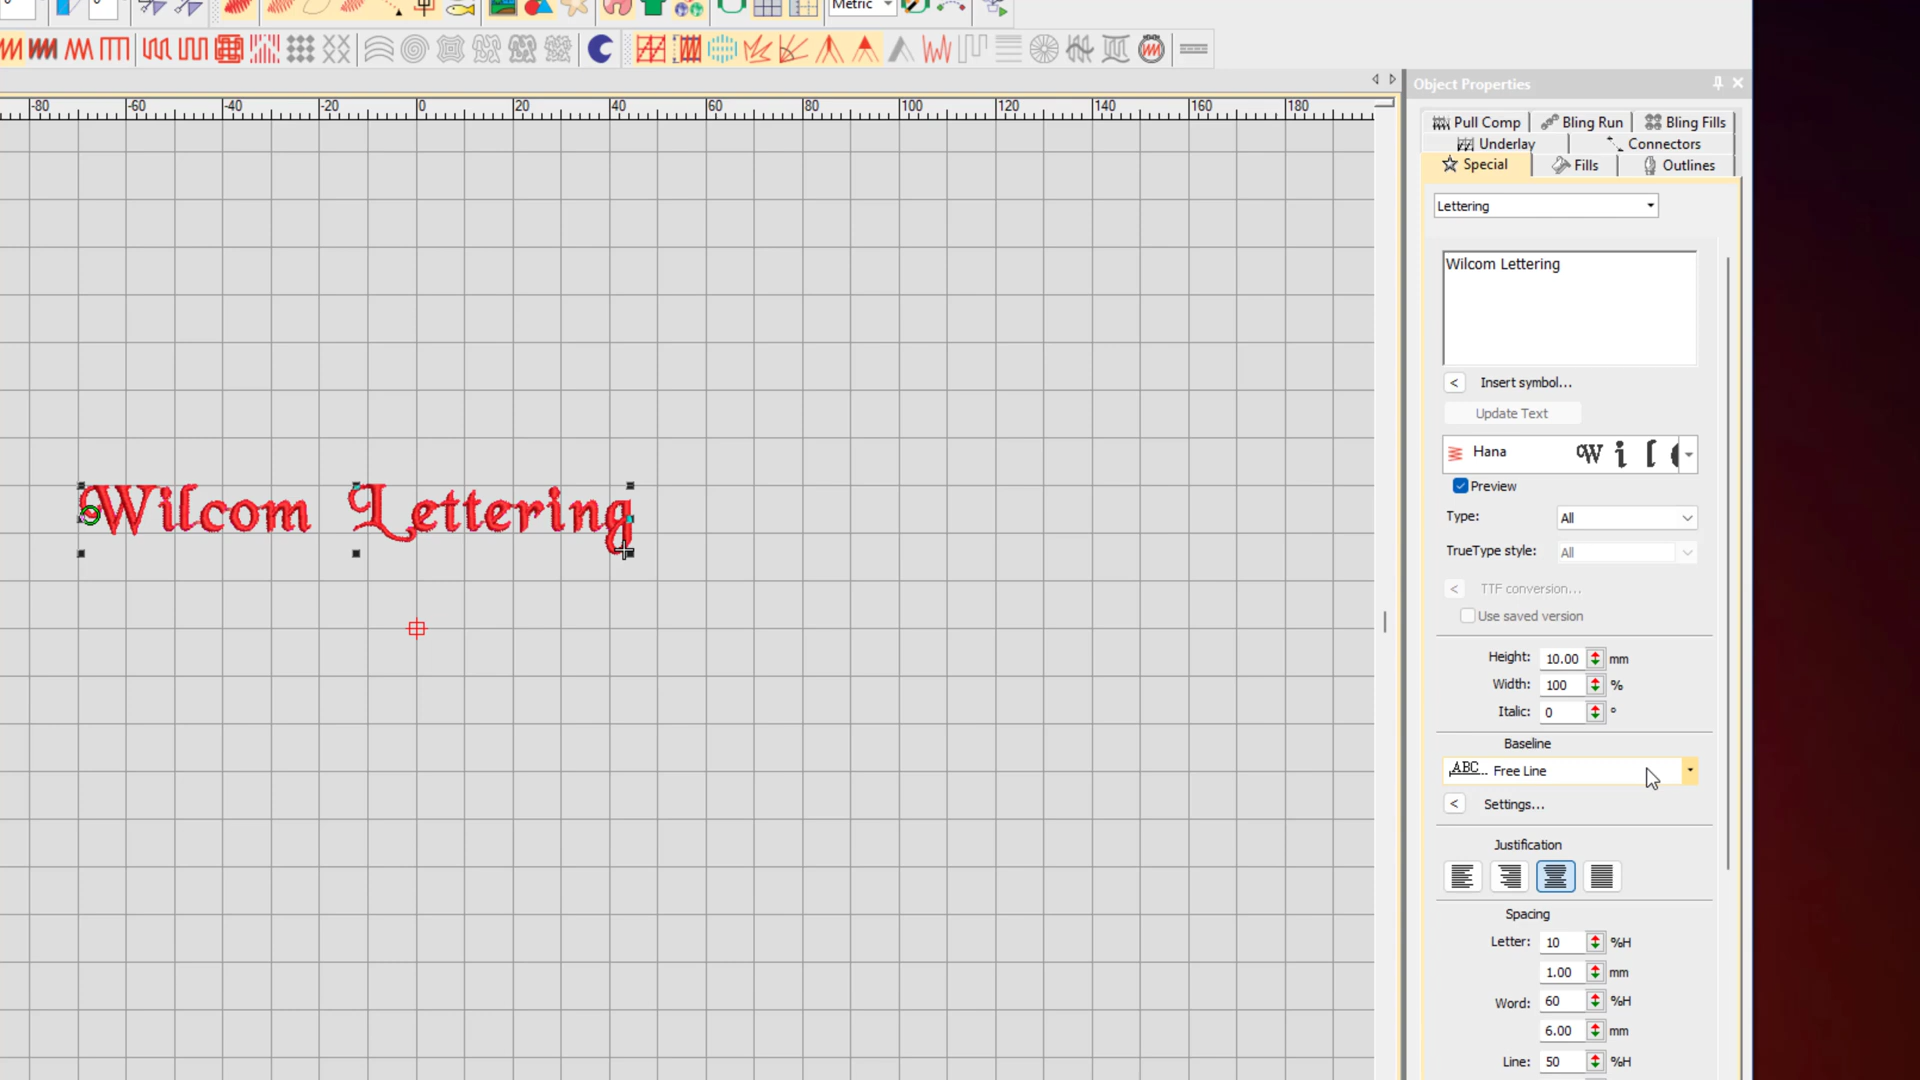 Metric
-80 -60 -40 -20 0 20 40 60 80 100 120 140 160 180
Object Properties
Pull Comp Bling Run Bling Fills
Underlay Connectors
Special Fills Outlines
Lettering
Wilcom Lettering
< Insert symbol...
Update Text
Hana W i l
Preview
Type: All
TrueType style: All
< TTF conversion...
Use saved version
Height: 10.00 mm
Width: 100 %
Italic: 0 °
Baseline
ABC Free Line
< Settings...
Justification
Spacing
Letter: 10 %H
1.00 mm
Word: 60 %H
6.00 mm
Line: 50 %H
Wilcom Lettering